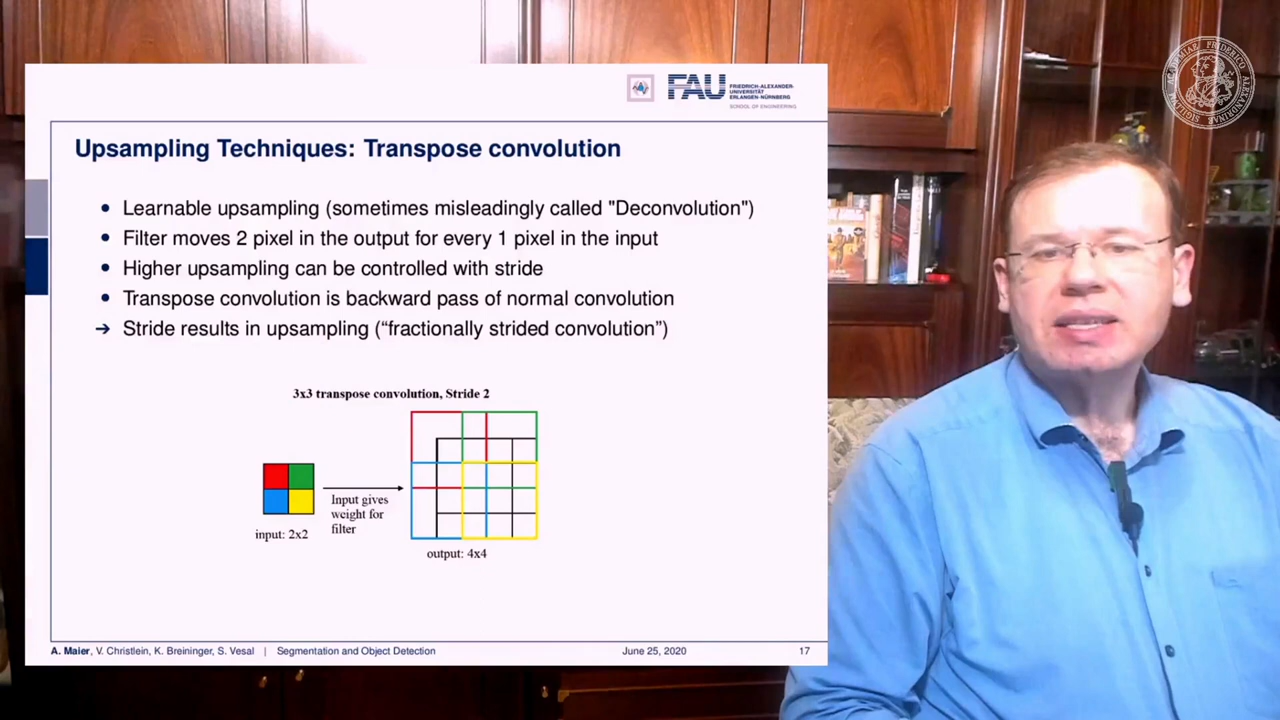 FAU
FRIEDRICH-ALEXANDER-
UNIVERSITÄT
ERLANGEN-NÜRNBERG
SCHOOL OF ENGINEERING
Upsampling Techniques: Transpose convolution
• Learnable upsampling (sometimes misleadingly called "Deconvolution")
• Filter moves 2 pixel in the output for every 1 pixel in the input
• Higher upsampling can be controlled with stride
• Transpose convolution is backward pass of normal convolution
→ Stride results in upsampling (“fractionally strided convolution”)
3x3 transpose convolution, Stride 2
Input gives
weight for
filter
input: 2x2
output: 4x4
A. Maier, V. Christlein, K. Breininger, S. Vesal | Segmentation and Object Detection June 25, 2020 17